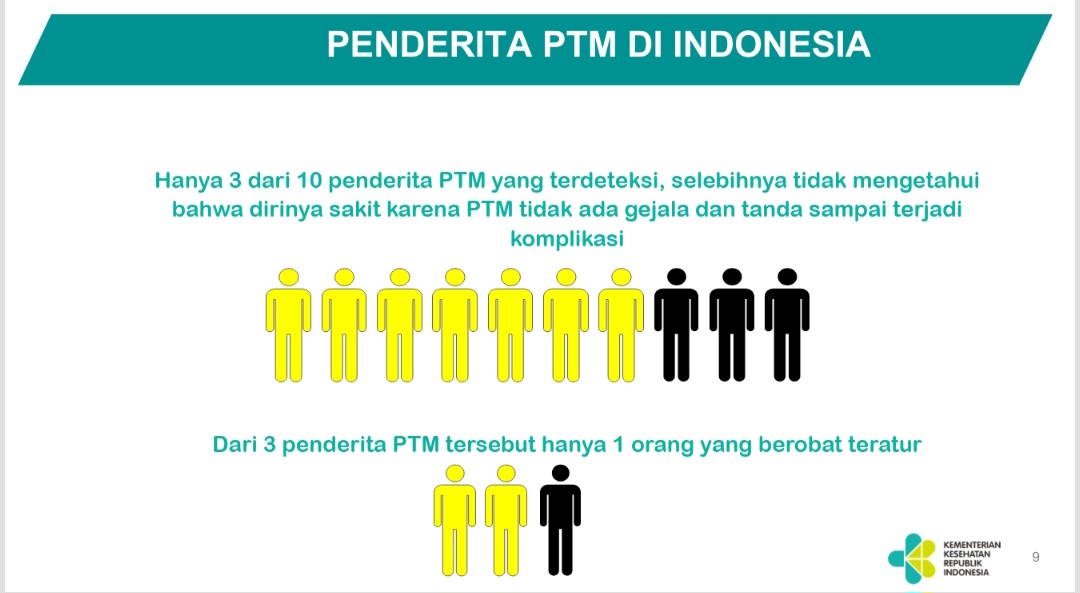 PENDERITA PTM DI INDONESIA
Hanya 3 dari 10 penderita PTM yang terdeteksi, selebihnya tidak mengetahui
bahwa dirinya sakit karena PTM tidak ada gejala dan tanda sampai terjadi
komplikasi
Dari 3 penderita PTM tersebut hanya 1 orang yang berobat teratur
KEMENTERIAN
KESEHATAN
REPUBLIK
INDONESIA
9